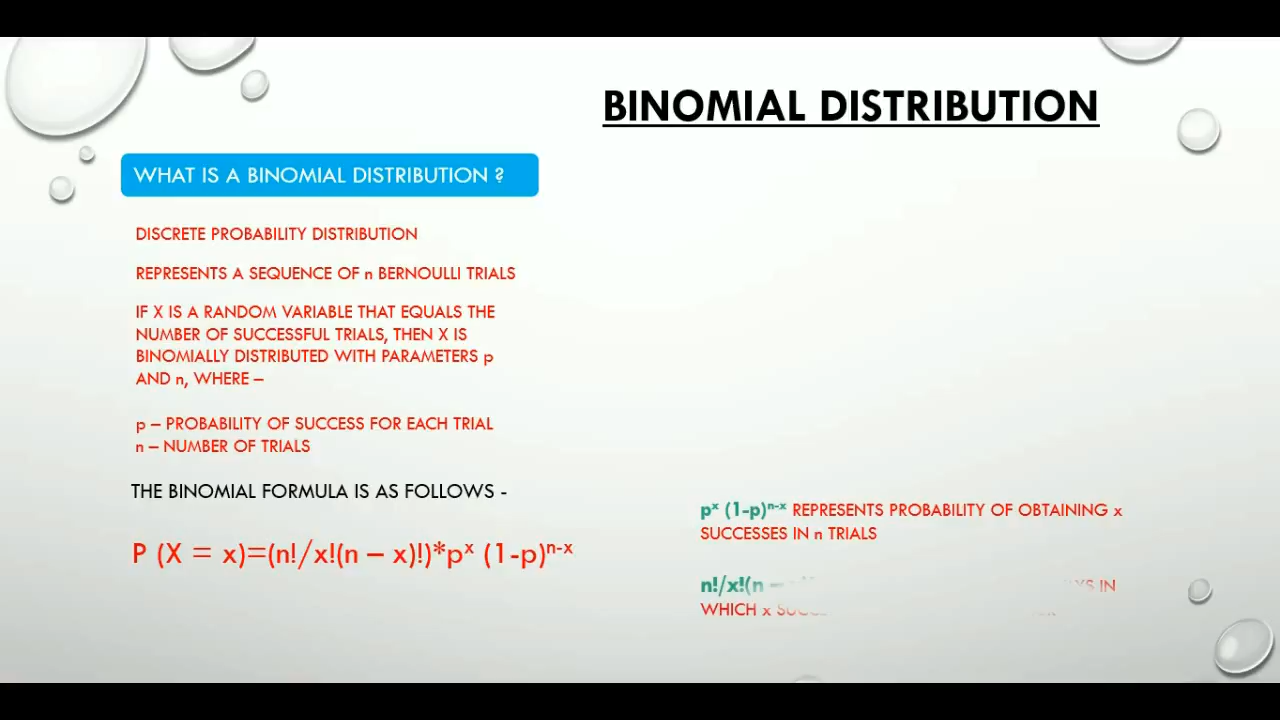 BINOMIAL DISTRIBUTION
WHAT IS A BINOMIAL DISTRIBUTION ?
DISCRETE PROBABILITY DISTRIBUTION
REPRESENTS A SEQUENCE OF n BERNOULLI TRIALS
IF X IS A RANDOM VARIABLE THAT EQUALS THE
NUMBER OF SUCCESSFUL TRIALS, THEN X IS
BINOMIALLY DISTRIBUTED WITH PARAMETERS p
AND n, WHERE –
p – PROBABILITY OF SUCCESS FOR EACH TRIAL
n – NUMBER OF TRIALS
THE BINOMIAL FORMULA IS AS FOLLOWS -
P (X = x)=(n!/x!(n – x)!)*pˣ (1-p)ⁿ⁻ˣ
pˣ (1-p)ⁿ⁻ˣ REPRESENTS PROBABILITY OF OBTAINING x
SUCCESSES IN n TRIALS
n!/x!(n – IN
WHICH x